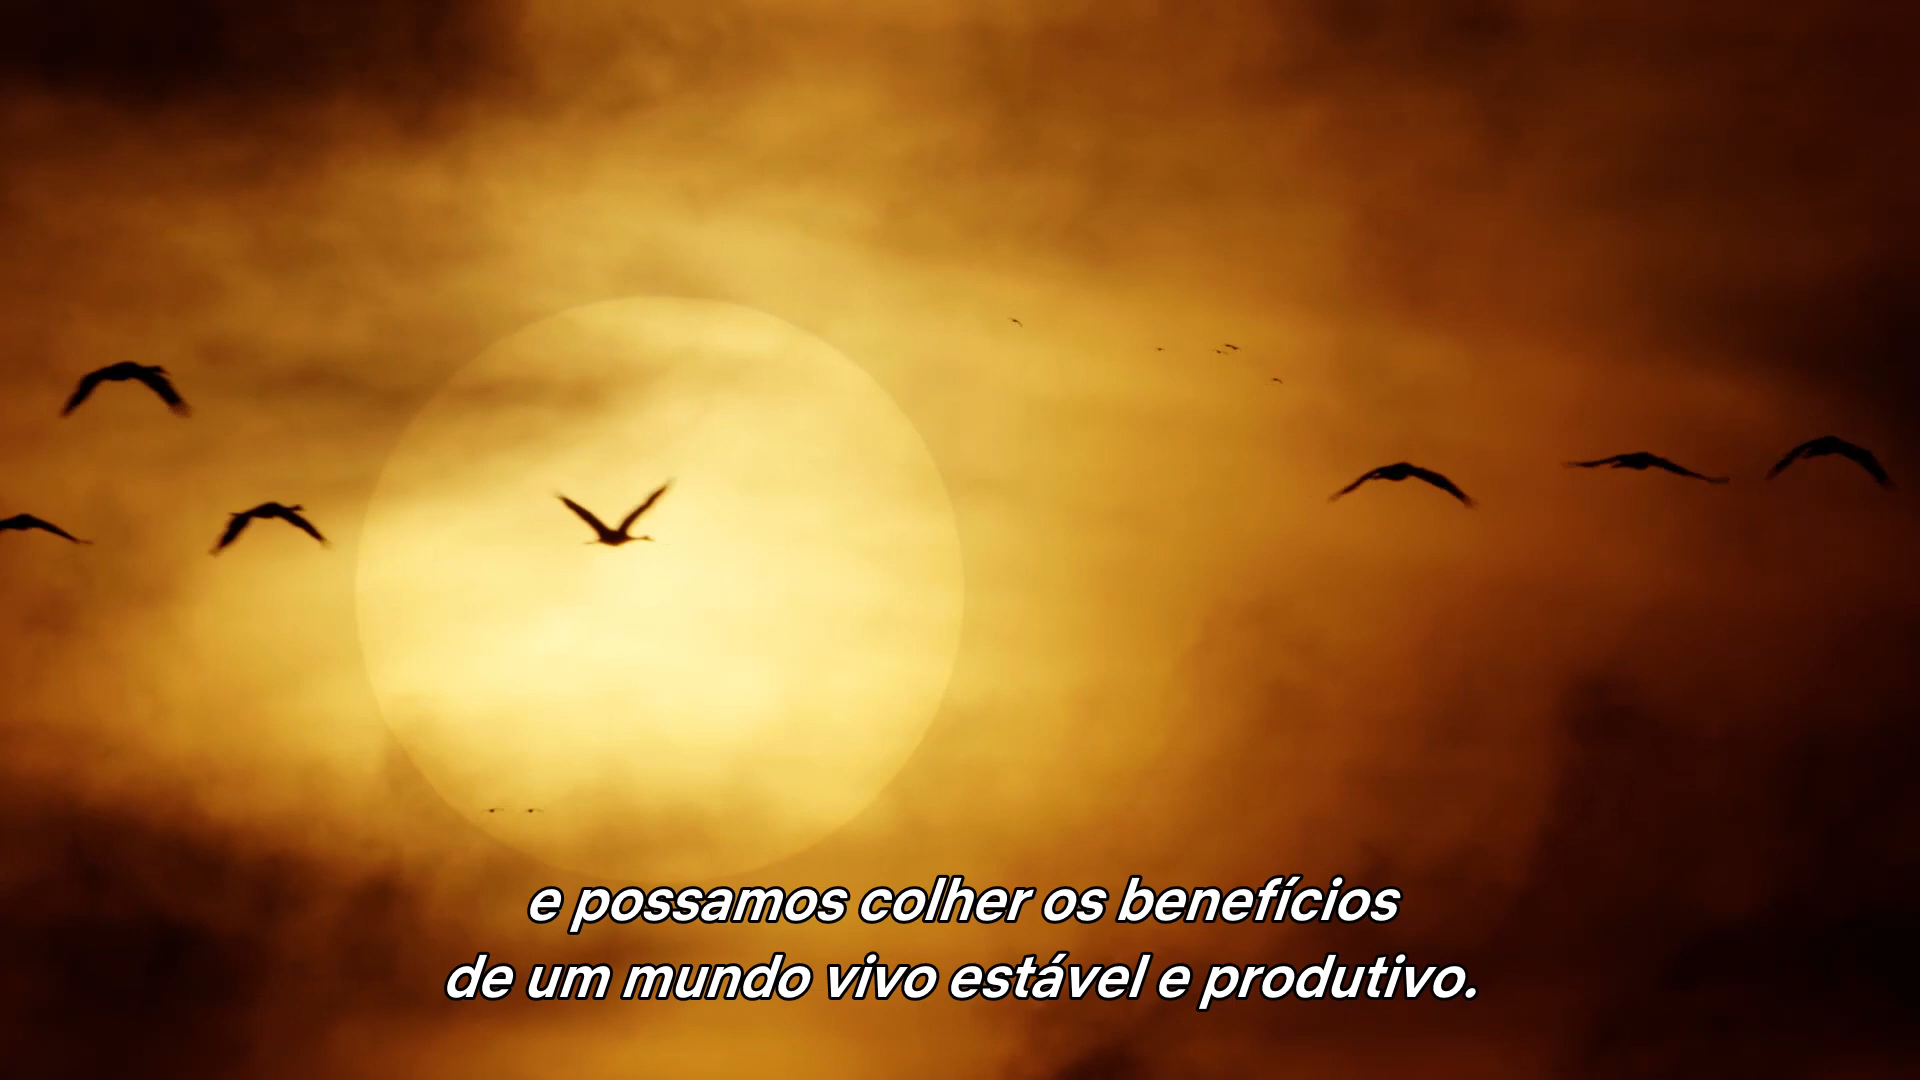 e possamos colher os benefícios
de um mundo vivo estável e produtivo.